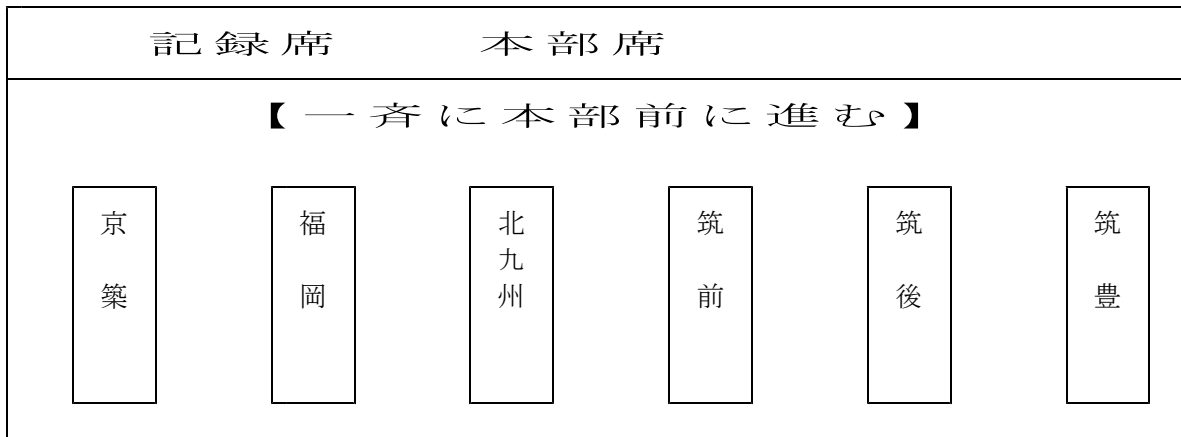 記録席 本部席
【一斉に本部前に進む】
京築
福岡
北九州
筑前
筑後
筑豊